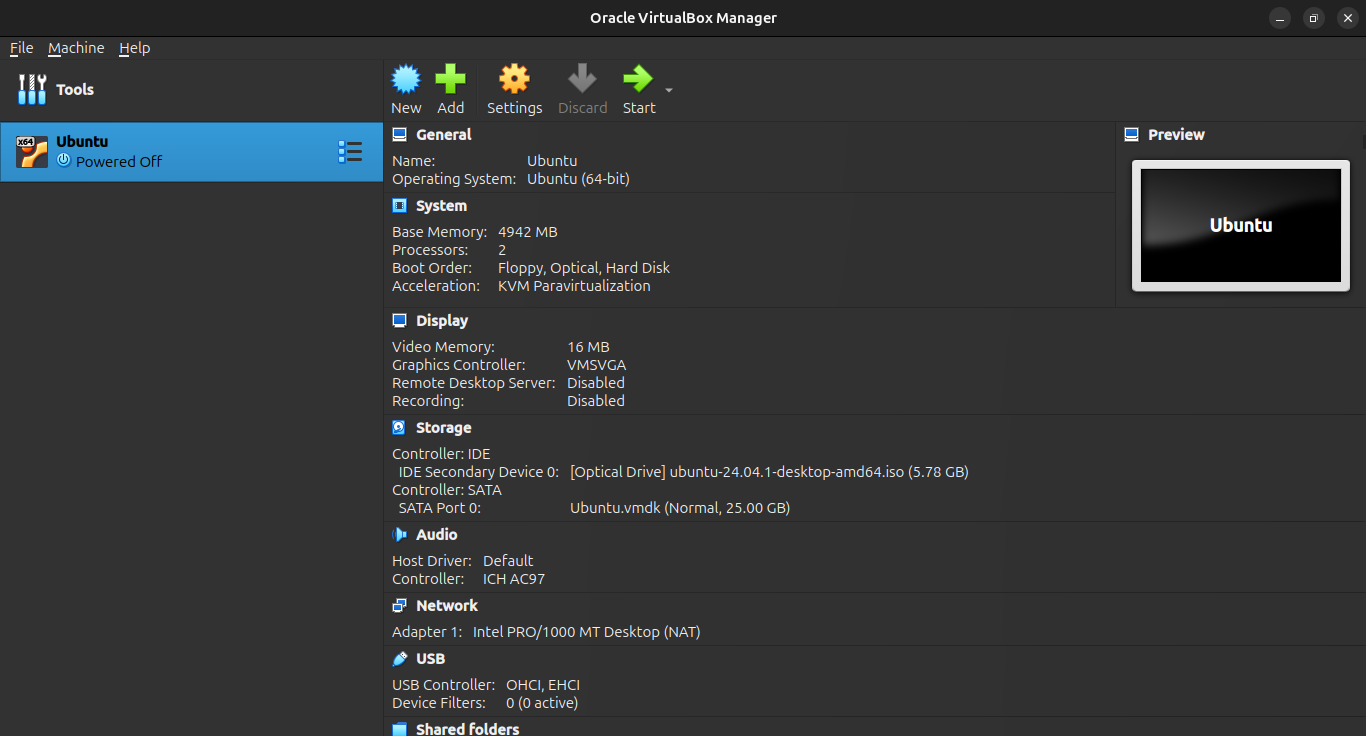 Oracle VirtualBox Manager
File Machine Help
Tools
New Add Settings Discard Start
x64
Ubuntu
Powered Off
General
Name: Ubuntu
Operating System: Ubuntu (64-bit)
Preview
Ubuntu
System
Base Memory: 4942 MB
Processors: 2
Boot Order: Floppy, Optical, Hard Disk
Acceleration: KVM Paravirtualization
Display
Video Memory: 16 MB
Graphics Controller: VMSVGA
Remote Desktop Server: Disabled
Recording: Disabled
Storage
Controller: IDE
IDE Secondary Device 0: [Optical Drive] ubuntu-24.04.1-desktop-amd64.iso (5.78 GB)
Controller: SATA
SATA Port 0: Ubuntu.vmdk (Normal, 25.00 GB)
Audio
Host Driver: Default
Controller: ICH AC97
Network
Adapter 1: Intel PRO/1000 MT Desktop (NAT)
USB
USB Controller: OHCI, EHCI
Device Filters: 0 (0 active)
Shared folders